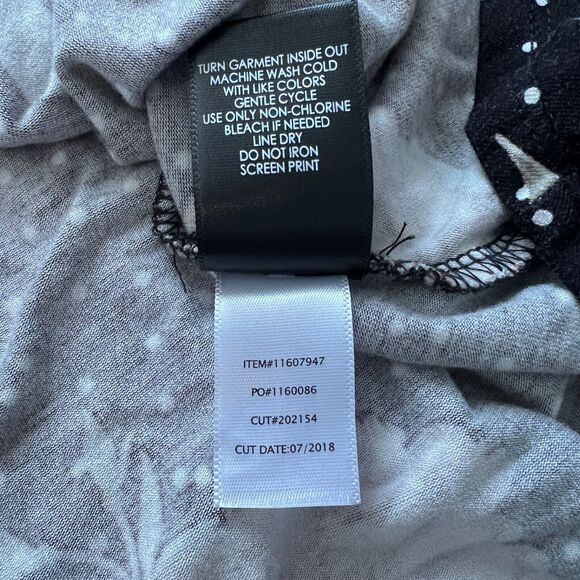 TURN GARMENT INSIDE OUT
MACHINE WASH COLD
WITH LIKE COLORS
GENTLE CYCLE
USE ONLY NON-CHLORINE
BLEACH IF NEEDED
LINE DRY
DO NOT IRON
SCREEN PRINT
ITEM#11607947
PO#1160086
CUT#202154
CUT DATE:07/2018